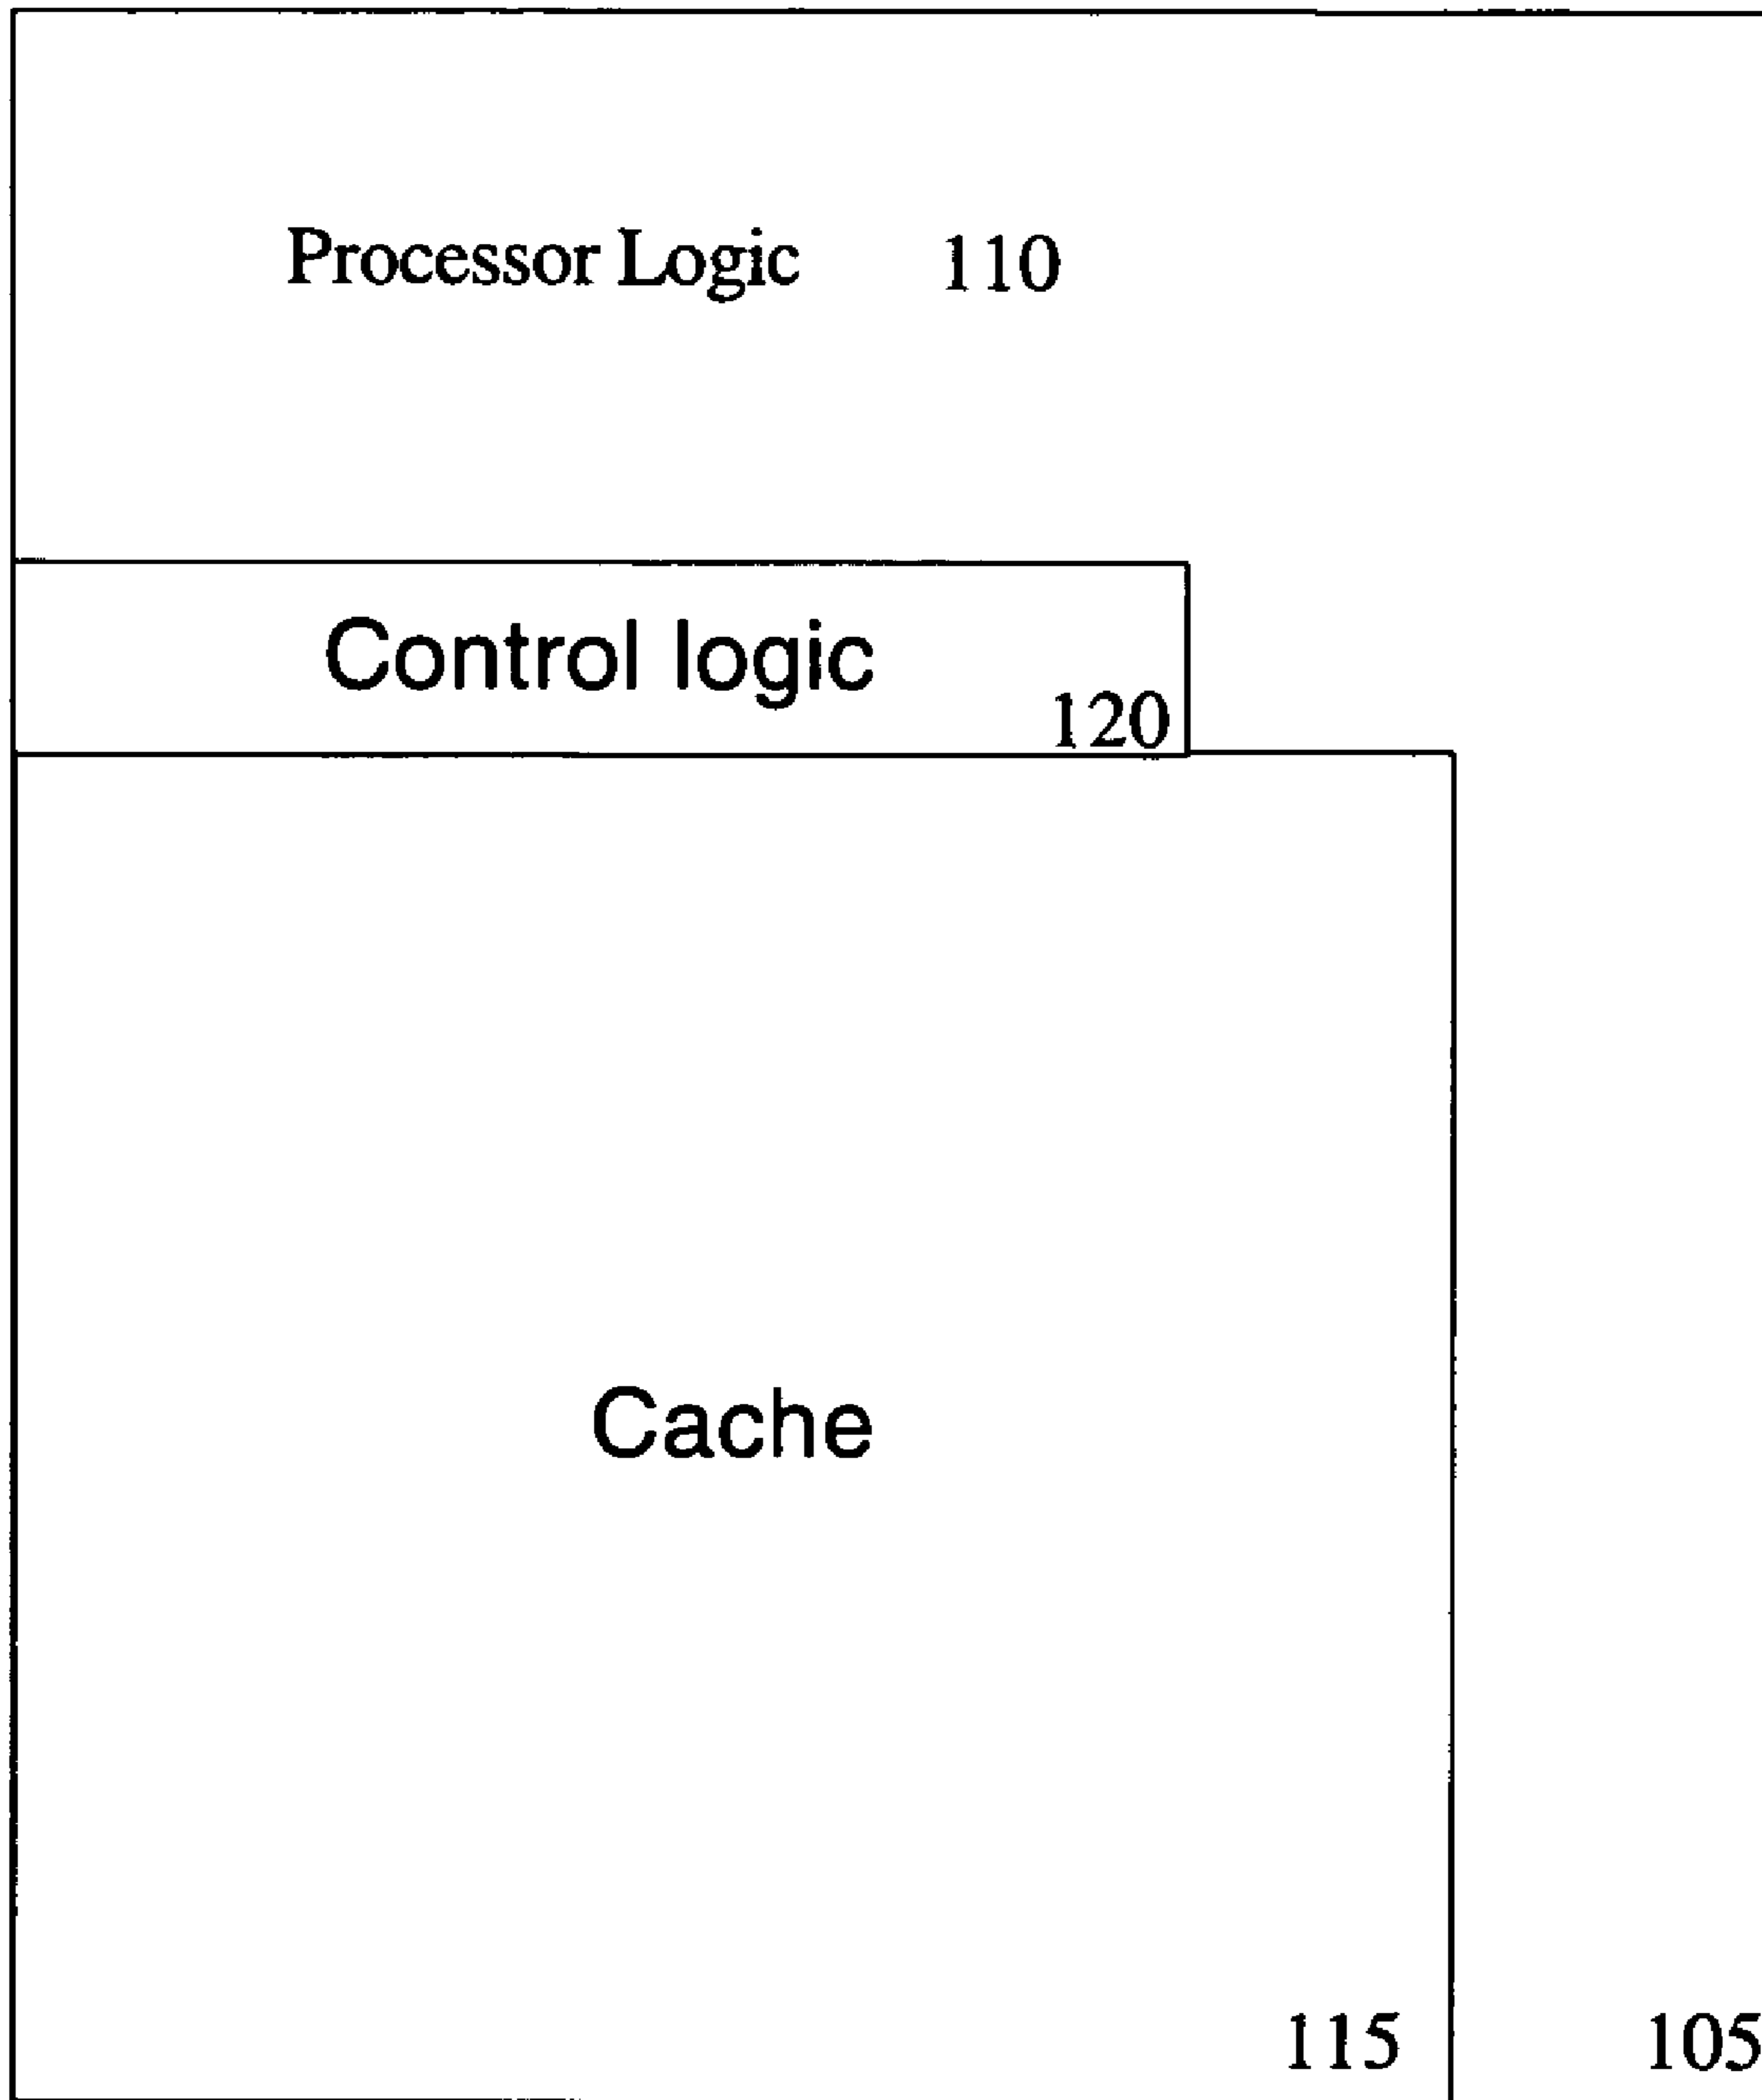 Processor Logic 110
Control logic
120
Cache
115 105